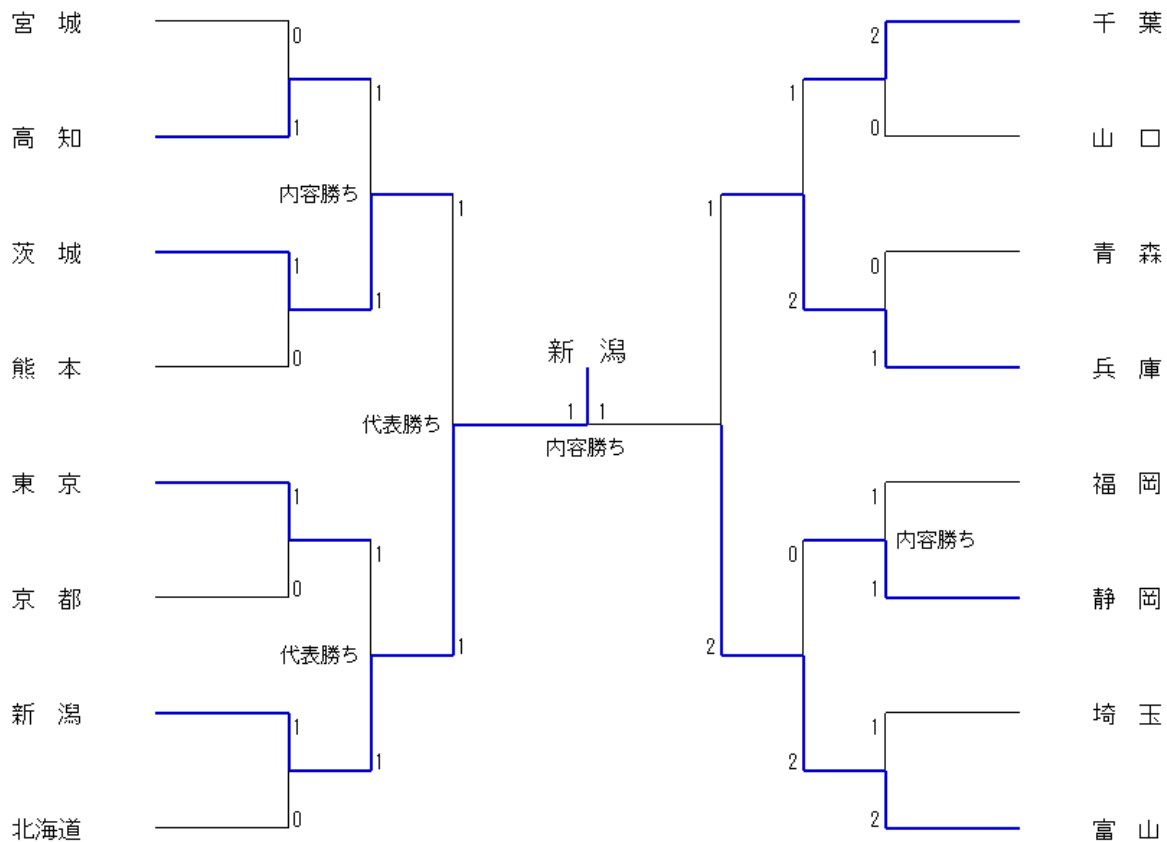 宮 城
0
1
高 知
1
内容勝ち
1
茨 城
1
1
0
熊 本
代表勝ち
東 京
1
1
0
京 都
代表勝ち
1
新 潟
1
1
0
北海道
新 潟
1 1
内容勝ち
千 葉
2
1
0
山 口
1
青 森
0
2
1
兵 庫
福 岡
1
0
内容勝ち
1
静 岡
2
埼 玉
1
2
2
富 山